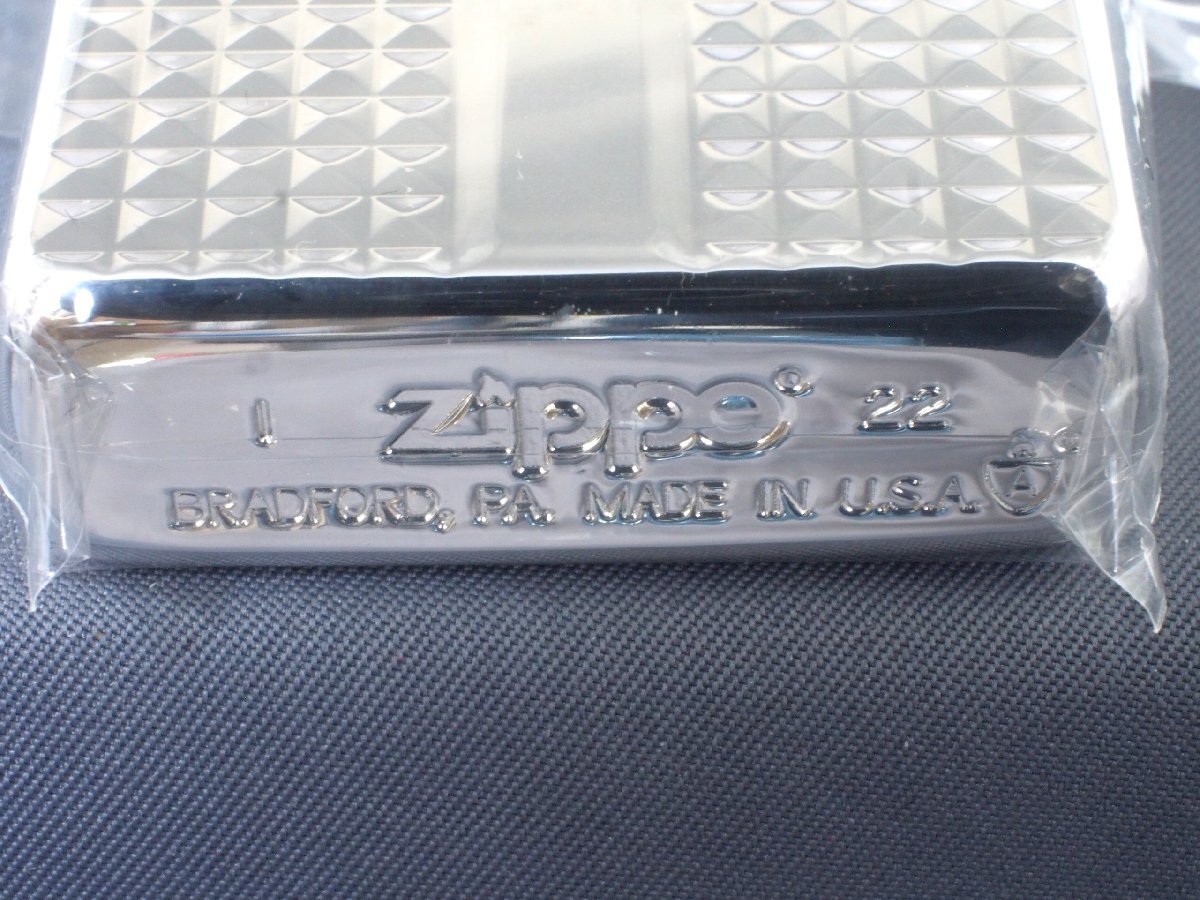 I zippo 22
BRADFORD, PA. MADE IN U.S.A. A